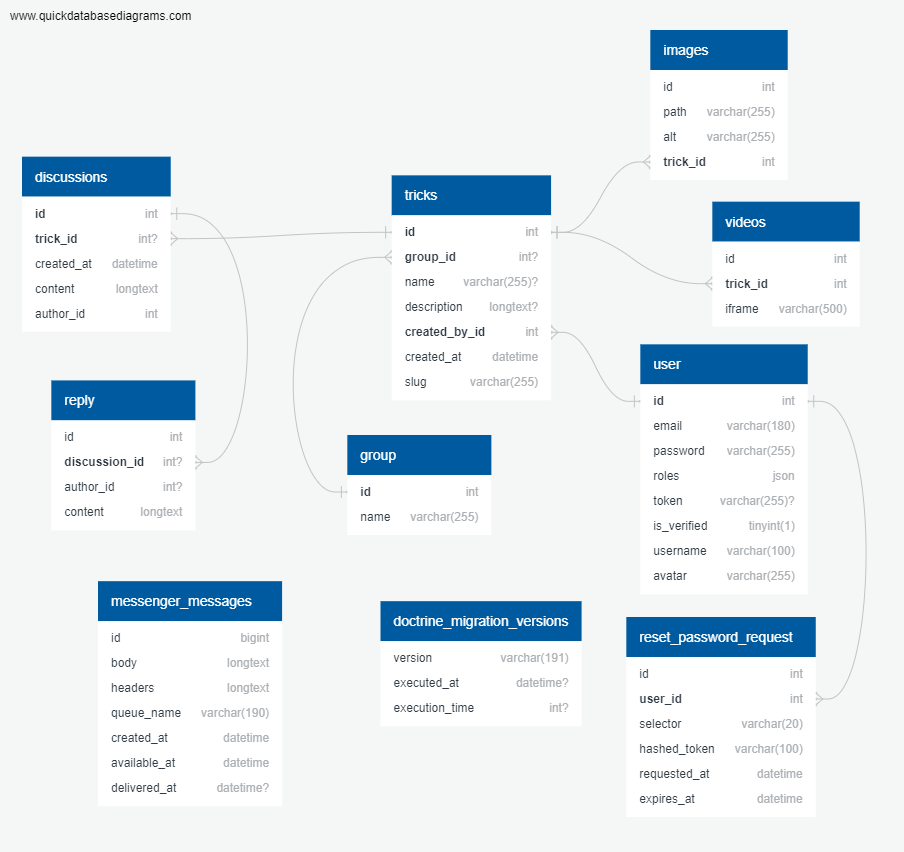 www.quickdatabasediagrams.com
images
id int
path varchar(255)
alt varchar(255)
trick_id int
discussions
id int
trick_id int?
created_at datetime
content longtext
author_id int
tricks
id int
group_id int?
name varchar(255)?
description longtext?
created_by_id int
created_at datetime
slug varchar(255)
videos
id int
trick_id int
iframe varchar(500)
user
id int
email varchar(180)
password varchar(255)
roles json
token varchar(255)?
is_verified tinyint(1)
username varchar(100)
avatar varchar(255)
reply
id int
discussion_id int?
author_id int?
content longtext
group
id int
name varchar(255)
messenger_messages
id bigint
body longtext
headers longtext
queue_name varchar(190)
created_at datetime
available_at datetime
delivered_at datetime?
doctrine_migration_versions
version varchar(191)
executed_at datetime?
execution_time int?
reset_password_request
id int
user_id int
selector varchar(20)
hashed_token varchar(100)
requested_at datetime
expires_at datetime